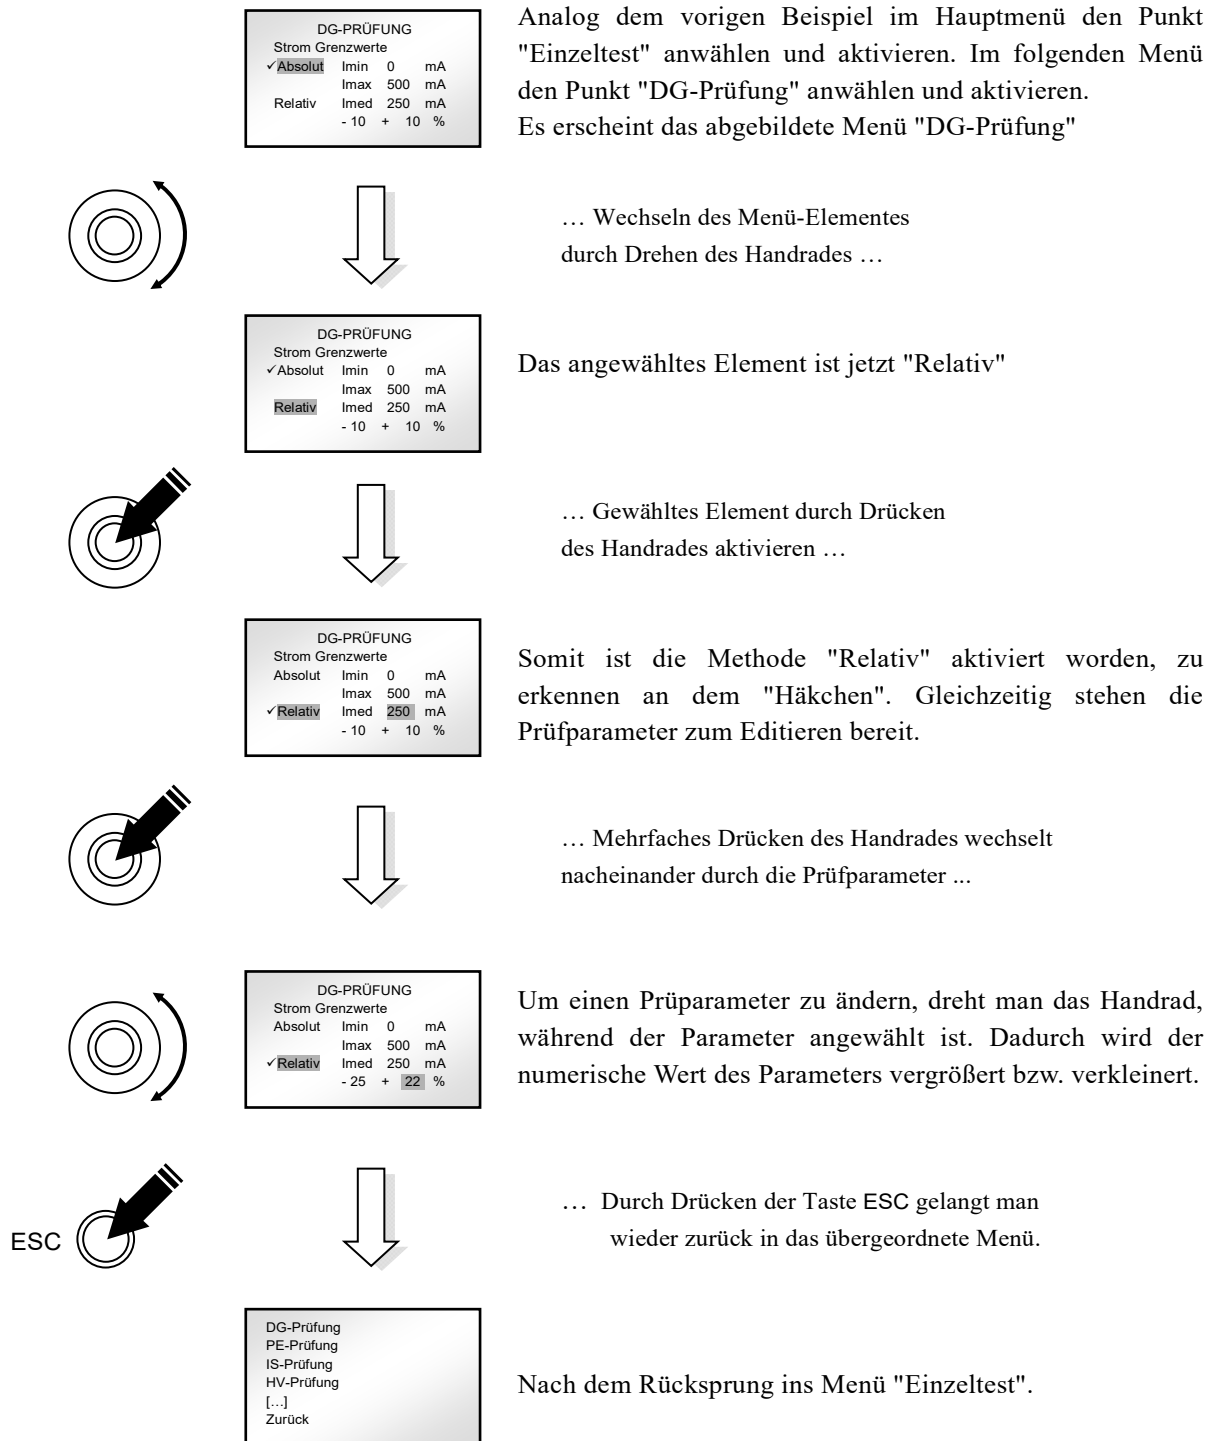 DG-PRÜFUNG
Strom Grenzwerte
✓Absolut Imin 0 mA
Imax 500 mA
Relativ Imed 250 mA
- 10 + 10 %
Analog dem vorigen Beispiel im Hauptmenü den Punkt
"Einzeltest" anwählen und aktivieren. Im folgenden Menü
den Punkt "DG-Prüfung" anwählen und aktivieren.
Es erscheint das abgebildete Menü "DG-Prüfung"
… Wechseln des Menü-Elementes
durch Drehen des Handrades …
DG-PRÜFUNG
Strom Grenzwerte
✓Absolut Imin 0 mA
Imax 500 mA
Relativ Imed 250 mA
- 10 + 10 %
Das angewähltes Element ist jetzt "Relativ"
… Gewähltes Element durch Drücken
des Handrades aktivieren …
DG-PRÜFUNG
Strom Grenzwerte
Absolut Imin 0 mA
Imax 500 mA
✓Relativ Imed 250 mA
- 10 + 10 %
Somit ist die Methode "Relativ" aktiviert worden, zu
erkennen an dem "Häkchen". Gleichzeitig stehen die
Prüfparameter zum Editieren bereit.
… Mehrfaches Drücken des Handrades wechselt
nacheinander durch die Prüfparameter ...
DG-PRÜFUNG
Strom Grenzwerte
Absolut Imin 0 mA
Imax 500 mA
✓Relativ Imed 250 mA
- 25 + 22 %
Um einen Prüparameter zu ändern, dreht man das Handrad,
während der Parameter angewählt ist. Dadurch wird der
numerische Wert des Parameters vergrößert bzw. verkleinert.
ESC
… Durch Drücken der Taste ESC gelangt man
wieder zurück in das übergeordnete Menü.
DG-Prüfung
PE-Prüfung
IS-Prüfung
HV-Prüfung
[…]
Zurück
Nach dem Rücksprung ins Menü "Einzeltest".